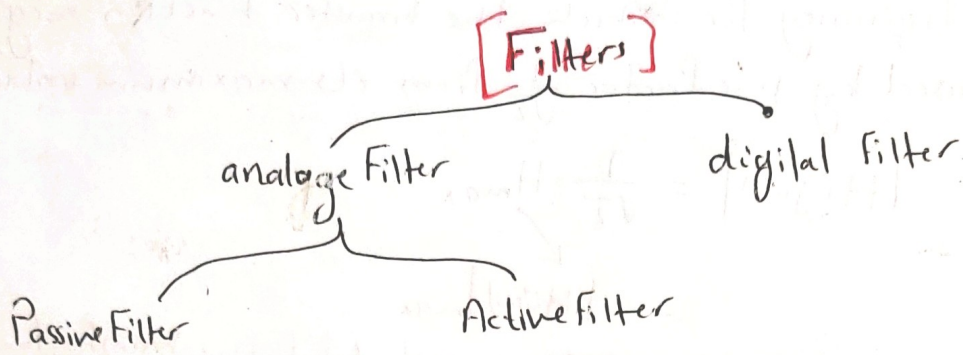 [Filters]
analoge Filter
digital Filter
Passive Filter
Active Filter